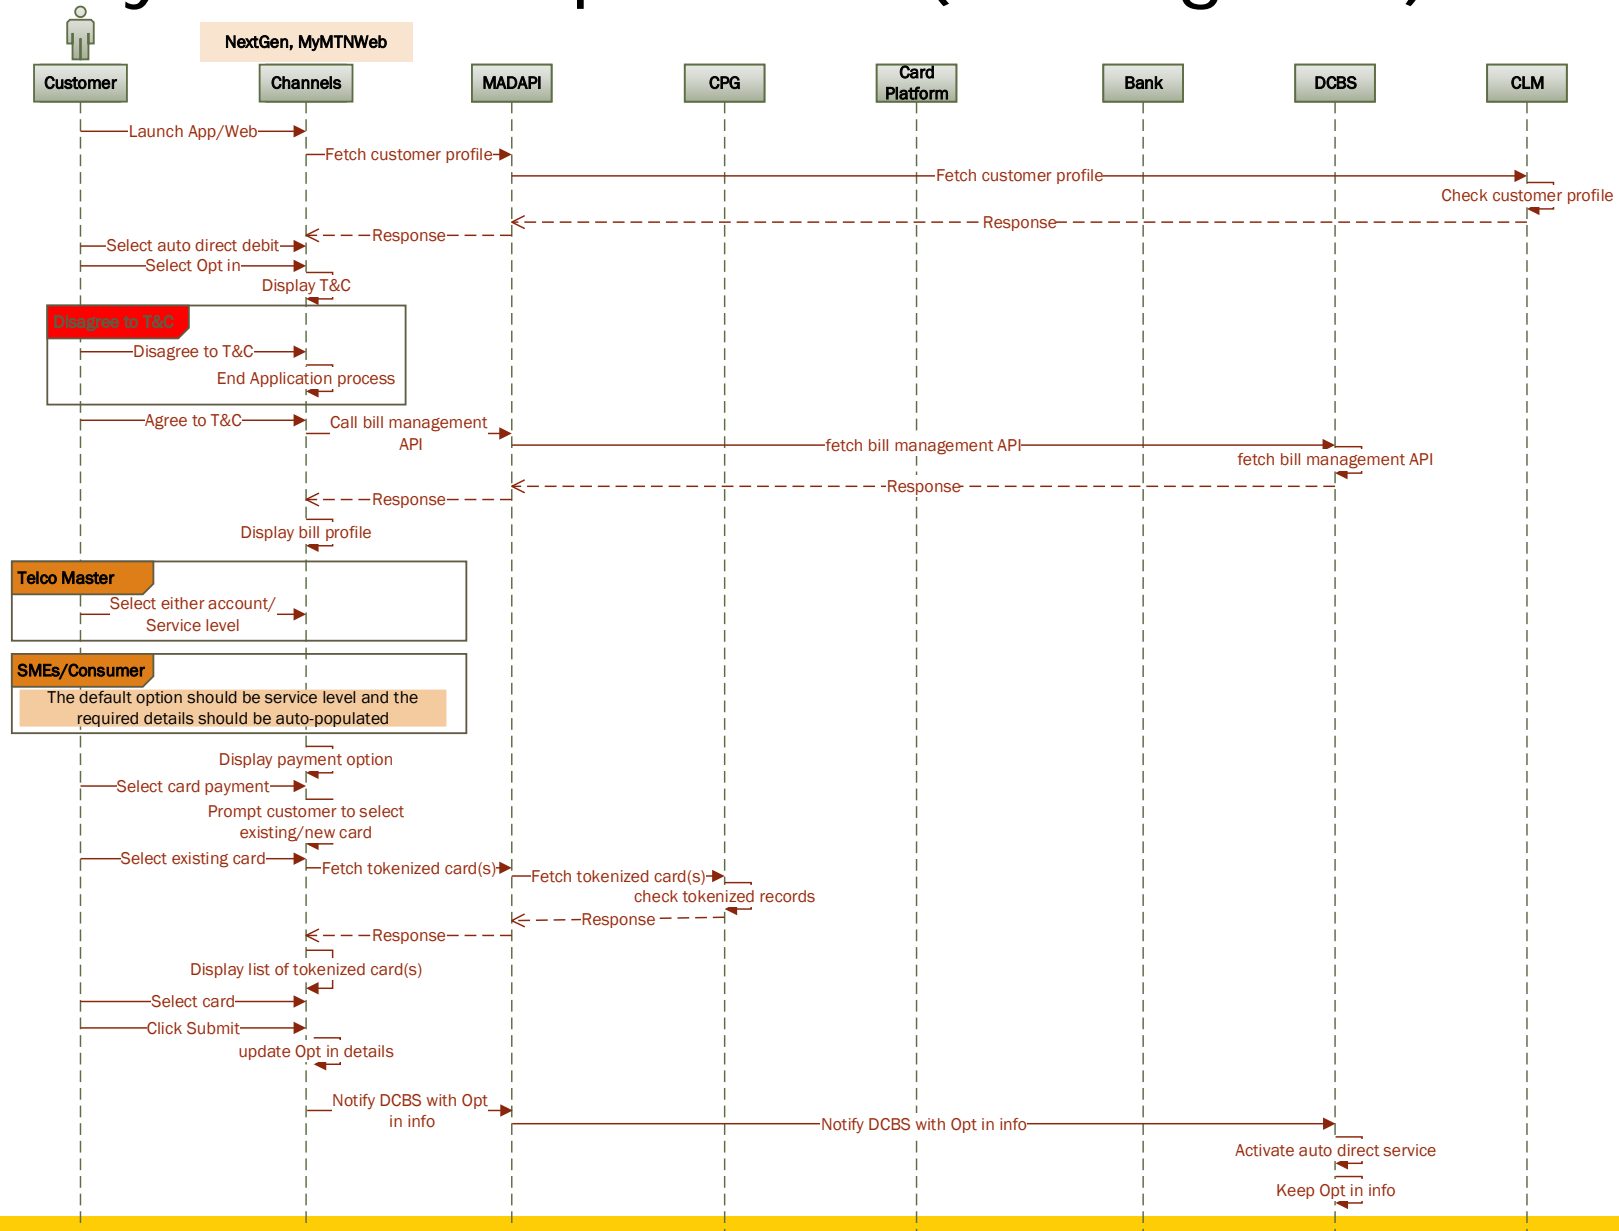 NextGen, MyMTNWeb
Customer
Channels
MADAPI
CPG
Card
Platform
Bank
DCBS
CLM
Launch App/Web
Fetch customer profile
Fetch customer profile
Check customer profile
Response
Response
Select auto direct debit
Select Opt in
Display T&C
Disagree to T&C
Disagree to T&C
End Application process
Agree to T&C
Call bill management
API
fetch bill management API
fetch bill management API
Response
Response
Display bill profile
Telco Master
Select either account/
Service level
SMEs/Consumer
The default option should be service level and the
required details should be auto-populated
Display payment option
Select card payment
Prompt customer to select
existing/new card
Select existing card
Fetch tokenized card(s)
Fetch tokenized card(s)
check tokenized records
Response
Response
Display list of tokenized card(s)
Select card
Click Submit
update Opt in details
Notify DCBS with Opt
in info
Notify DCBS with Opt in info
Activate auto direct service
Keep Opt in info